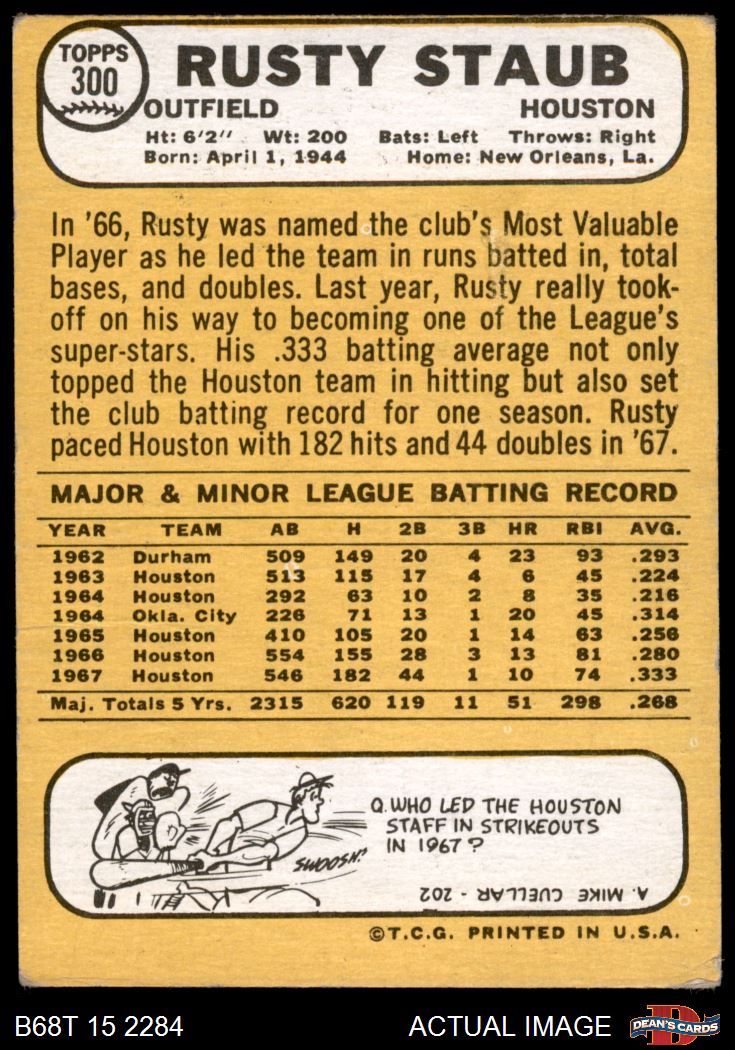 TOPPS
300
RUSTY STAUB
OUTFIELD HOUSTON
Ht: 6'2" Wt: 200 Bats: Left Throws: Right
Born: April 1, 1944 Home: New Orleans, La.
In '66, Rusty was named the club's Most Valuable
Player as he led the team in runs batted in, total
bases, and doubles. Last year, Rusty really took-
off on his way to becoming one of the League's
super-stars. His .333 batting average not only
topped the Houston team in hitting but also set
the club batting record for one season. Rusty
paced Houston with 182 hits and 44 doubles in '67.
MAJOR & MINOR LEAGUE BATTING RECORD
YEAR TEAM AB H 2B 3B HR RBI AVG.
1962 Durham 509 149 20 4 23 93 .293
1963 Houston 513 115 17 4 6 45 .224
1964 Houston 292 63 10 2 8 35 .216
1964 Okla. City 226 71 13 1 20 45 .314
1965 Houston 410 105 20 1 14 63 .256
1966 Houston 554 155 28 3 13 81 .280
1967 Houston 546 182 44 1 10 74 .333
Maj. Totals 5 Yrs. 2315 620 119 11 51 298 .268
Q. WHO LED THE HOUSTON
STAFF IN STRIKEOUTS
IN 1967?
SWOOSH!
A. MIKE CUELLAR - 202
©T.C.G. PRINTED IN U.S.A.
B68T 15 2284 ACTUAL IMAGE
D
DEAN'S CARDS